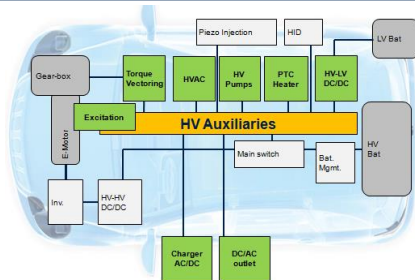 Piezo Injection
HID
LV Bat
Gear-box
Torque
Vectoring
HVAC
HV
Pumps
PTC
Heater
HV-LV
DC/DC
Excitation
E-Motor
HV Auxiliaries
HV
Bat
Main switch
Bat.
Mgmt.
Inv.
HV-HV
DC/DC
Charger
AC/DC
DC/AC
outlet